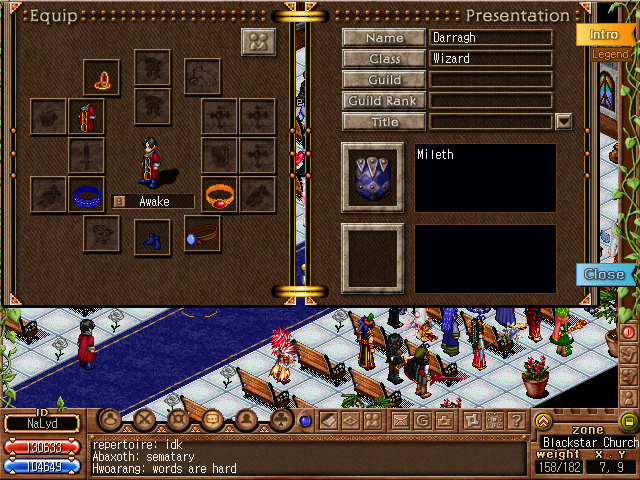 Equip
Presentation
Intro
Legend
Name
Darragh
Class
Wizard
Guild
Guild Rank
Title
Mileth
Awake
Close
ID
NaLyd
130633
104649
repertoire: idk
Abaxoth: sematary
Hwoarang: words are hard
zone
Blackstar Church
weight X . Y
158/182 7, 9
G
?